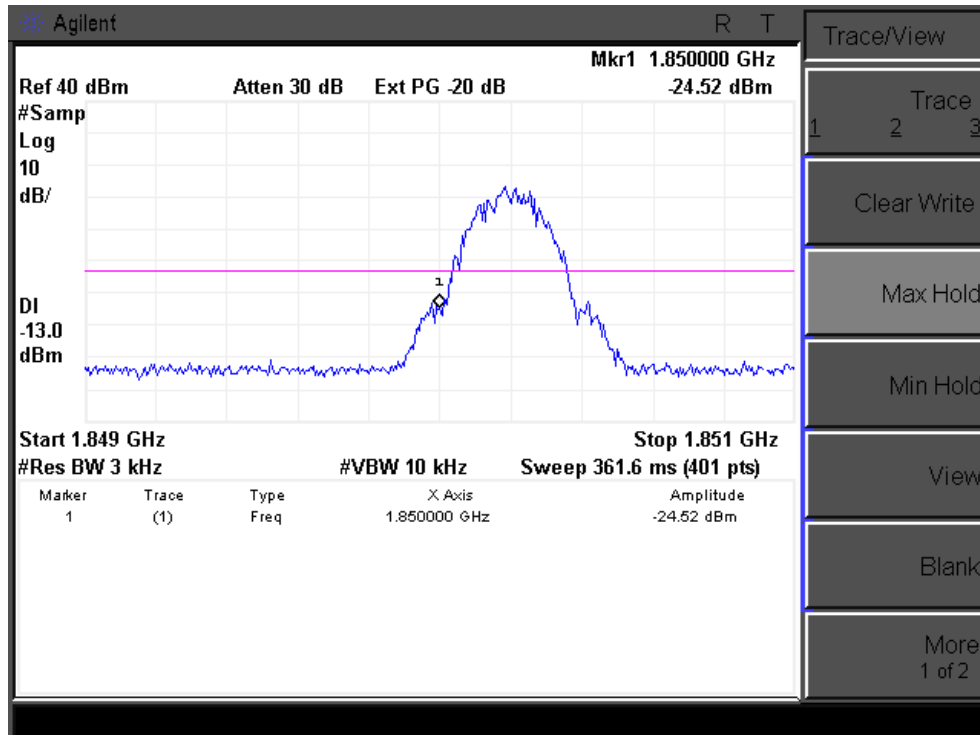 Agilent R T
Trace/View
Mkr1 1.850000 GHz
Ref 40 dBm Atten 30 dB Ext PG -20 dB -24.52 dBm
#Samp
Log
10
dB/
1
DI
-13.0
dBm
Start 1.849 GHz Stop 1.851 GHz
#Res BW 3 kHz #VBW 10 kHz Sweep 361.6 ms (401 pts)
Marker Trace Type X Axis Amplitude
1 (1) Freq 1.850000 GHz -24.52 dBm
Trace
1 2 3
Clear Write
Max Hold
Min Hold
View
Blank
More
1 of 2